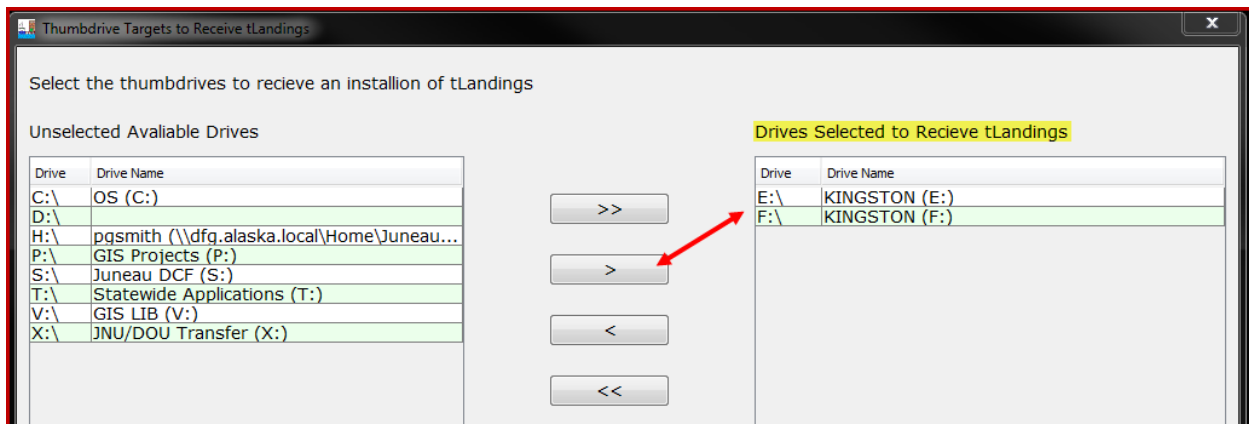 Thumbdrive Targets to Receive tLandings
x
Select the thumbdrives to recieve an installion of tLandings
Unselected Avaliable Drives
Drive Drive Name
C:\ OS (C:)
D:\
H:\ pgsmith (\\dfg.alaska.local\Home\Juneau...
P:\ GIS Projects (P:)
S:\ Juneau DCF (S:)
T:\ Statewide Applications (T:)
V:\ GIS LIB (V:)
X:\ JNU/DOU Transfer (X:)
>>
>
<
<<
Drives Selected to Recieve tLandings
Drive Drive Name
E:\ KINGSTON (E:)
F:\ KINGSTON (F:)